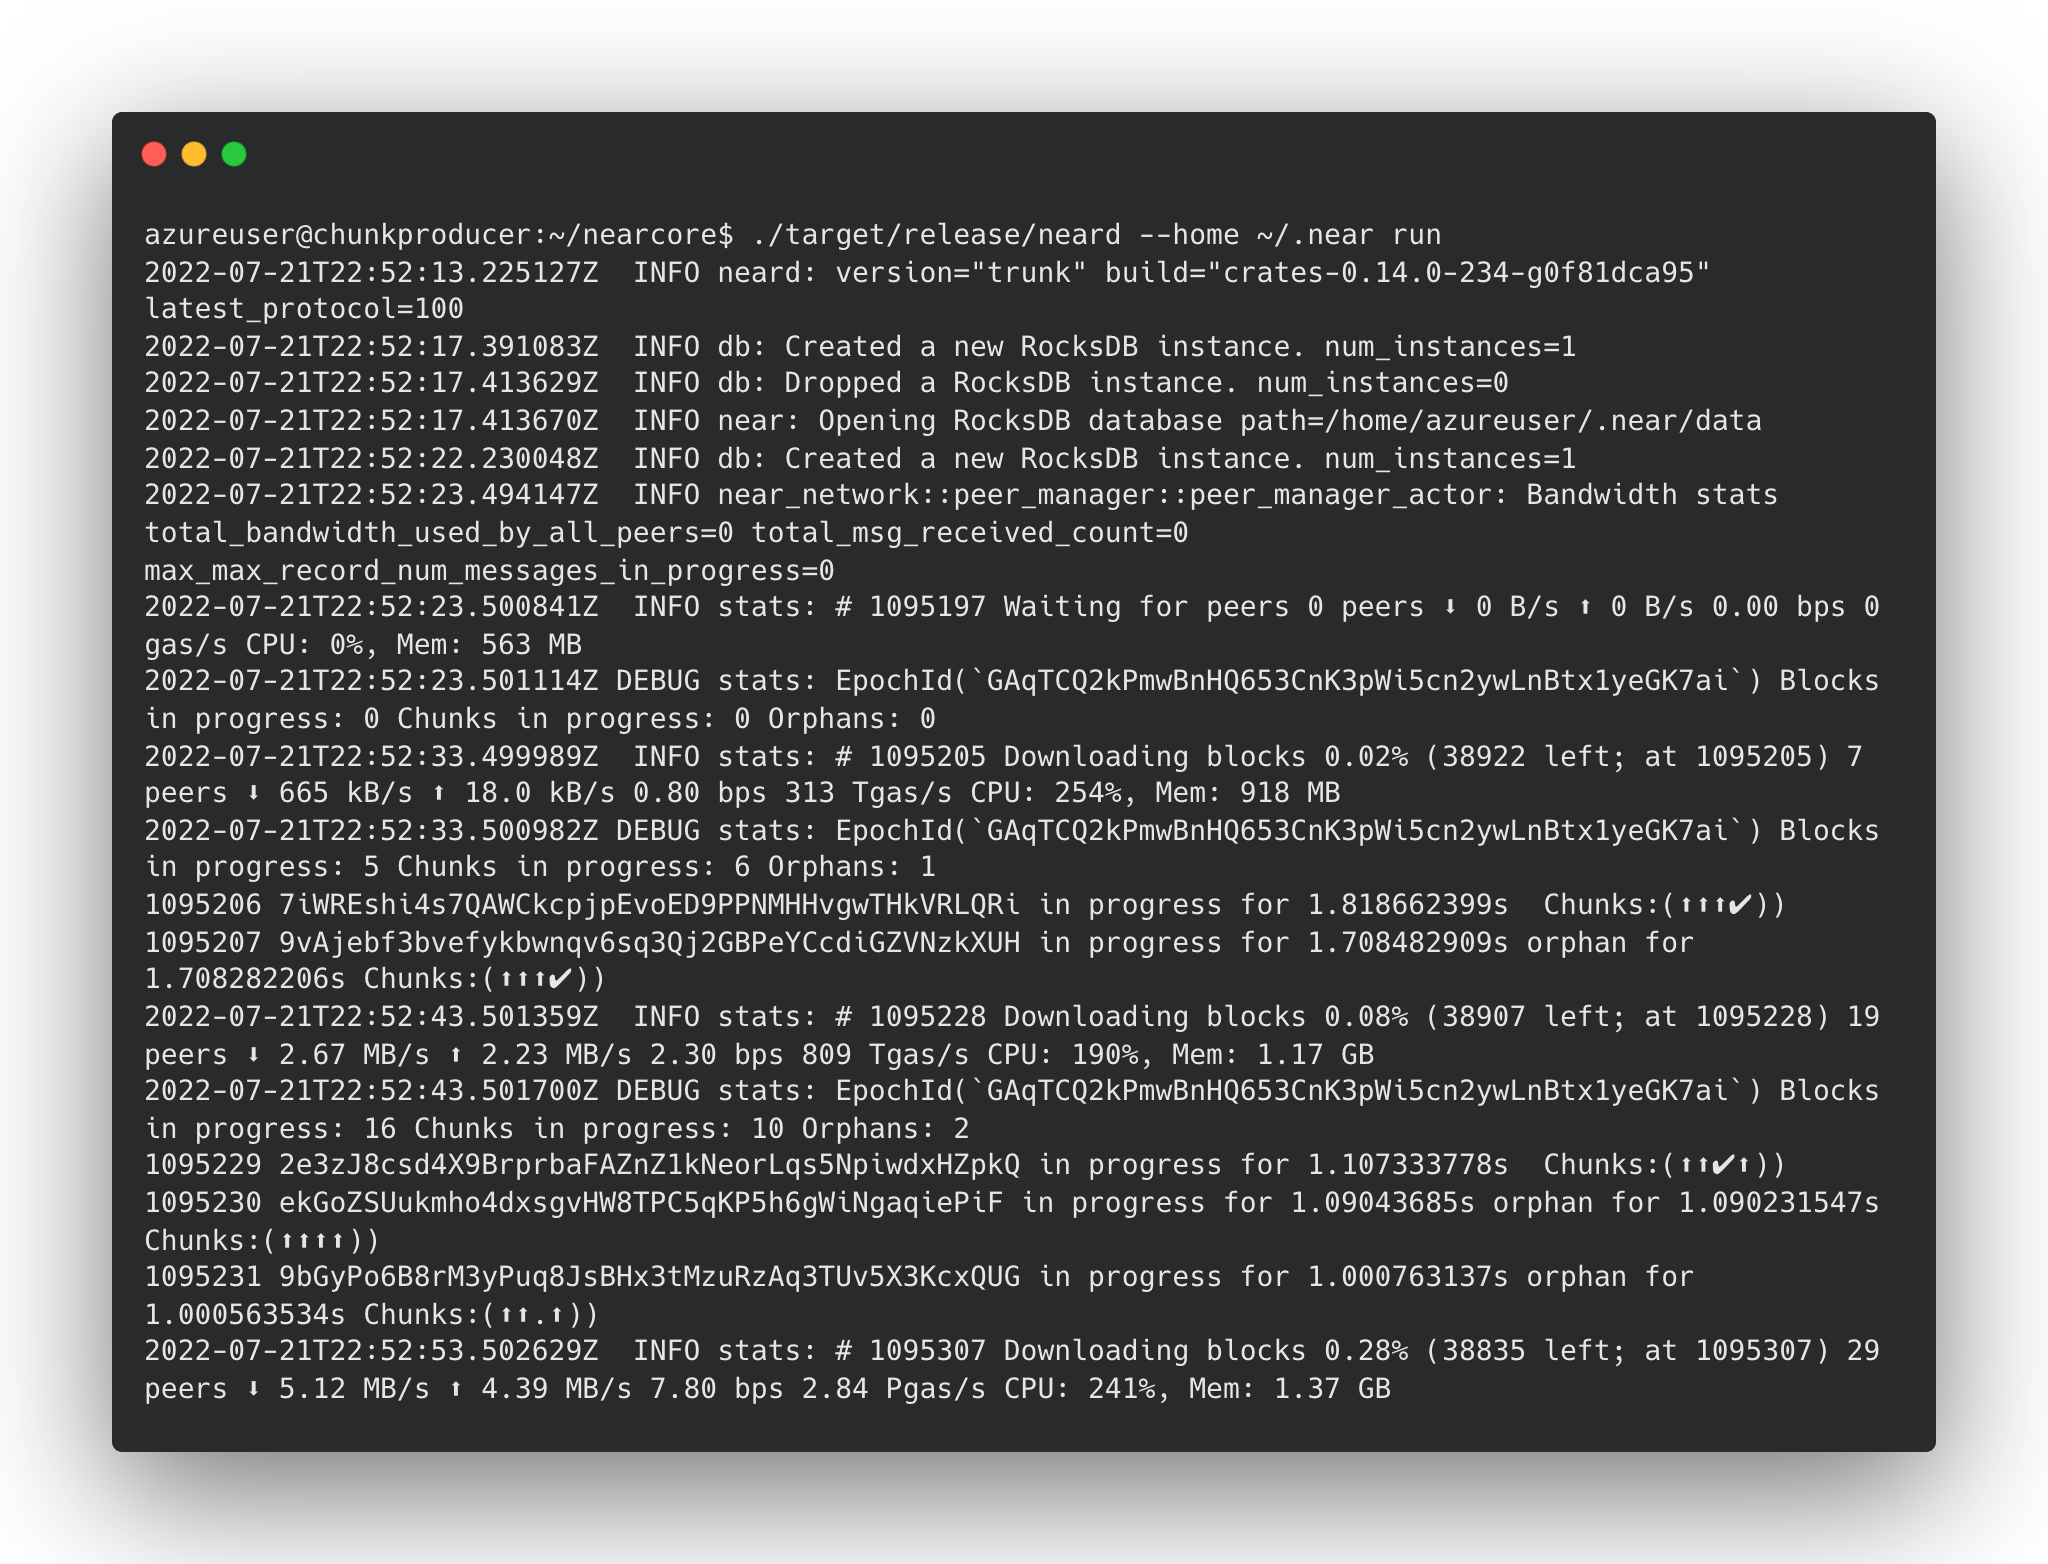 azureuser@chunkproducer:~/nearcore$ ./target/release/neard --home ~/.near run
2022-07-21T22:52:13.225127Z  INFO neard: version="trunk" build="crates-0.14.0-234-g0f81dca95"
latest_protocol=100
2022-07-21T22:52:17.391083Z  INFO db: Created a new RocksDB instance. num_instances=1
2022-07-21T22:52:17.413629Z  INFO db: Dropped a RocksDB instance. num_instances=0
2022-07-21T22:52:17.413670Z  INFO near: Opening RocksDB database path=/home/azureuser/.near/data
2022-07-21T22:52:22.230048Z  INFO db: Created a new RocksDB instance. num_instances=1
2022-07-21T22:52:23.494147Z  INFO near_network::peer_manager::peer_manager_actor: Bandwidth stats
total_bandwidth_used_by_all_peers=0 total_msg_received_count=0
max_max_record_num_messages_in_progress=0
2022-07-21T22:52:23.500841Z  INFO stats: # 1095197 Waiting for peers 0 peers ⬇ 0 B/s ⬆ 0 B/s 0.00 bps 0
gas/s CPU: 0%, Mem: 563 MB
2022-07-21T22:52:23.501114Z DEBUG stats: EpochId(`GAqTCQ2kPmwBnHQ653CnK3pWi5cn2ywLnBtx1yeGK7ai`) Blocks
in progress: 0 Chunks in progress: 0 Orphans: 0
2022-07-21T22:52:33.499989Z  INFO stats: # 1095205 Downloading blocks 0.02% (38922 left; at 1095205) 7
peers ⬇ 665 kB/s ⬆ 18.0 kB/s 0.80 bps 313 Tgas/s CPU: 254%, Mem: 918 MB
2022-07-21T22:52:33.500982Z DEBUG stats: EpochId(`GAqTCQ2kPmwBnHQ653CnK3pWi5cn2ywLnBtx1yeGK7ai`) Blocks
in progress: 5 Chunks in progress: 6 Orphans: 1
1095206 7iWREshi4s7QAWCkcpjpEvoED9PPNMHHvgwTHkVRLQRi in progress for 1.818662399s  Chunks:(⬆⬆⬆✔))
1095207 9vAjebf3bvefykbwnqv6sq3Qj2GBPeYCcdiGZVNzkXUH in progress for 1.708482909s orphan for
1.708282206s Chunks:(⬆⬆⬆✔))
2022-07-21T22:52:43.501359Z  INFO stats: # 1095228 Downloading blocks 0.08% (38907 left; at 1095228) 19
peers ⬇ 2.67 MB/s ⬆ 2.23 MB/s 2.30 bps 809 Tgas/s CPU: 190%, Mem: 1.17 GB
2022-07-21T22:52:43.501700Z DEBUG stats: EpochId(`GAqTCQ2kPmwBnHQ653CnK3pWi5cn2ywLnBtx1yeGK7ai`) Blocks
in progress: 16 Chunks in progress: 10 Orphans: 2
1095229 2e3zJ8csd4X9BrprbaFAZnZ1kNeorLqs5NpiwdxHZpkQ in progress for 1.107333778s  Chunks:(⬆⬆✔⬆))
1095230 ekGoZSUukmho4dxsgvHW8TPC5qKP5h6gWiNgaqiePiF in progress for 1.09043685s orphan for 1.090231547s
Chunks:(⬆⬆⬆⬆))
1095231 9bGyPo6B8rM3yPuq8JsBHx3tMzuRzAq3TUv5X3KcxQUG in progress for 1.000763137s orphan for
1.000563534s Chunks:(⬆⬆.⬆))
2022-07-21T22:52:53.502629Z  INFO stats: # 1095307 Downloading blocks 0.28% (38835 left; at 1095307) 29
peers ⬇ 5.12 MB/s ⬆ 4.39 MB/s 7.80 bps 2.84 Pgas/s CPU: 241%, Mem: 1.37 GB